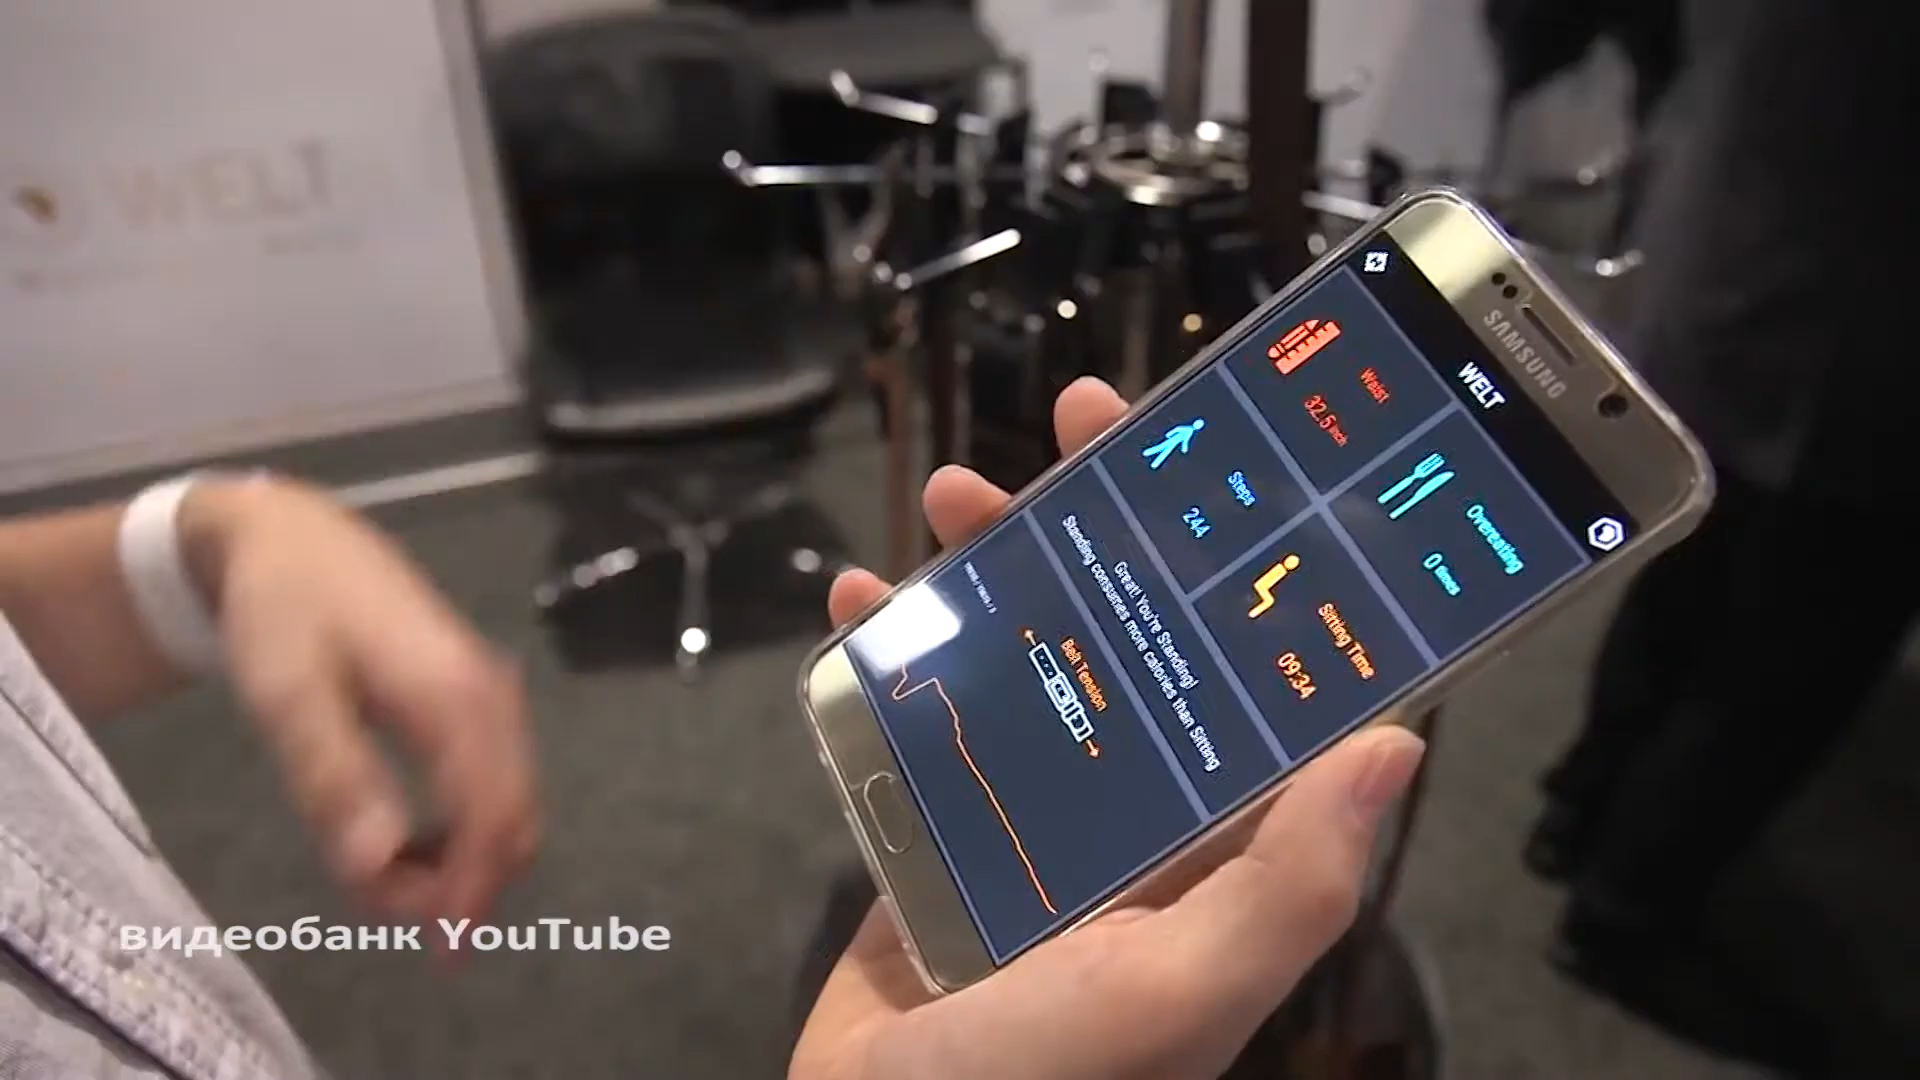 WELT
SAMSUNG
WELT
Waist
32.5 inch
Overeating
0 times
Steps
244
Sitting Time
09:34
Great! You're Standing!
Standing consumes more calories than Sitting
Belt Tension
видеобанк YouTube